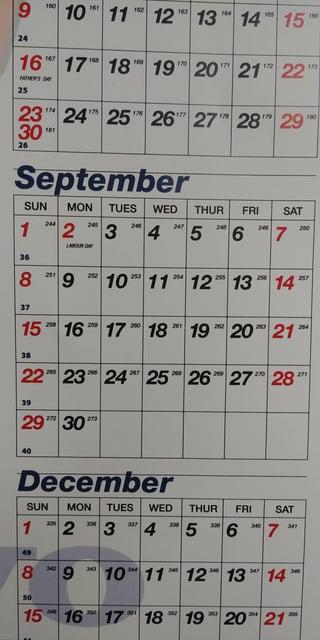 9 160 10 161 11 162 12 163 13 164 14 165 15 166
24
16 167 17 168 18 169 19 170 20 171 21 172 22 173
FATHER'S DAY
25
23 174 24 175 25 176 26 177 27 178 28 179 29 180
30 181
26
September
SUN MON TUES WED THUR FRI SAT
1 244 2 245 3 246 4 247 5 248 6 249 7 250
LABOUR DAY
36
8 251 9 252 10 253 11 254 12 255 13 256 14 257
37
15 258 16 259 17 260 18 261 19 262 20 263 21 264
38
22 265 23 266 24 267 25 268 26 269 27 270 28 271
39
29 272 30 273
40
December
SUN MON TUES WED THUR FRI SAT
1 335 2 336 3 337 4 338 5 339 6 340 7 341
49
8 342 9 343 10 344 11 345 12 346 13 347 14 348
50
15 349 16 350 17 351 18 352 19 353 20 354 21 355